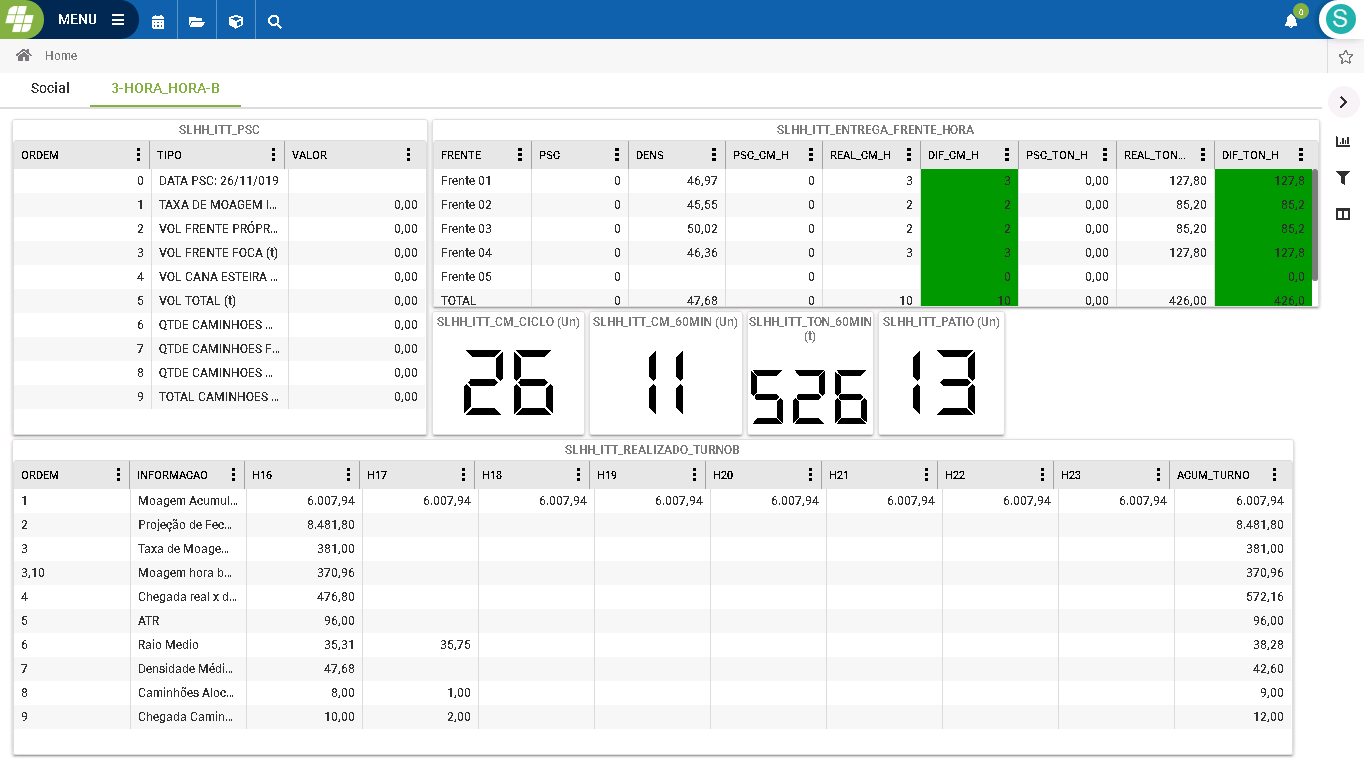 MENU
0
S
Home
Social 3-HORA_HORA-B
SLHH_ITT_PSC
ORDEM TIPO VALOR
0 DATA PSC: 26/11/019
1 TAXA DE MOAGEM I... 0,00
2 VOL FRENTE PRÓPR... 0,00
3 VOL FRENTE FOCA (t) 0,00
4 VOL CANA ESTEIRA ... 0,00
5 VOL TOTAL (t) 0,00
6 QTDE CAMINHOES ... 0,00
7 QTDE CAMINHOES F... 0,00
8 QTDE CAMINHOES ... 0,00
9 TOTAL CAMINHOES ... 0,00
SLHH_ITT_ENTREGA_FRENTE_HORA
FRENTE PSC DENS PSC_CM_H REAL_CM_H DIF_CM_H PSC_TON_H REAL_TON... DIF_TON_H
Frente 01 0 46,97 0 3 3 0,00 127,80 127,8
Frente 02 0 45,55 0 2 2 0,00 85,20 85,2
Frente 03 0 50,02 0 2 2 0,00 85,20 85,2
Frente 04 0 46,36 0 3 3 0,00 127,80 127,8
Frente 05 0 0 0 0,00 0,0
TOTAL 0 47,68 0 10 10 0,00 426,00 426,0
SLHH_ITT_CM_CICLO (Un)
26
SLHH_ITT_CM_60MIN (Un)
11
SLHH_ITT_TON_60MIN
(t)
526
SLHH_ITT_PATIO (Un)
13
SLHH_ITT_REALIZADO_TURNOB
ORDEM INFORMACAO H16 H17 H18 H19 H20 H21 H22 H23 AGUM_TURNO
1 Moagem Acumul... 6.007,94 6.007,94 6.007,94 6.007,94 6.007,94 6.007,94 6.007,94 6.007,94 6.007,94
2 Projeção de Fec... 8.481,80 8.481,80
3 Taxa de Moage... 381,00 381,00
3,10 Moagem hora b... 370,96 370,96
4 Chegada real x d... 476,80 572,16
5 ATR 96,00 96,00
6 Raio Medio 35,31 35,75 38,28
7 Densidade Médi... 47,68 42,60
8 Caminhões Aloc... 8,00 1,00 9,00
9 Chegada Camin... 10,00 2,00 12,00